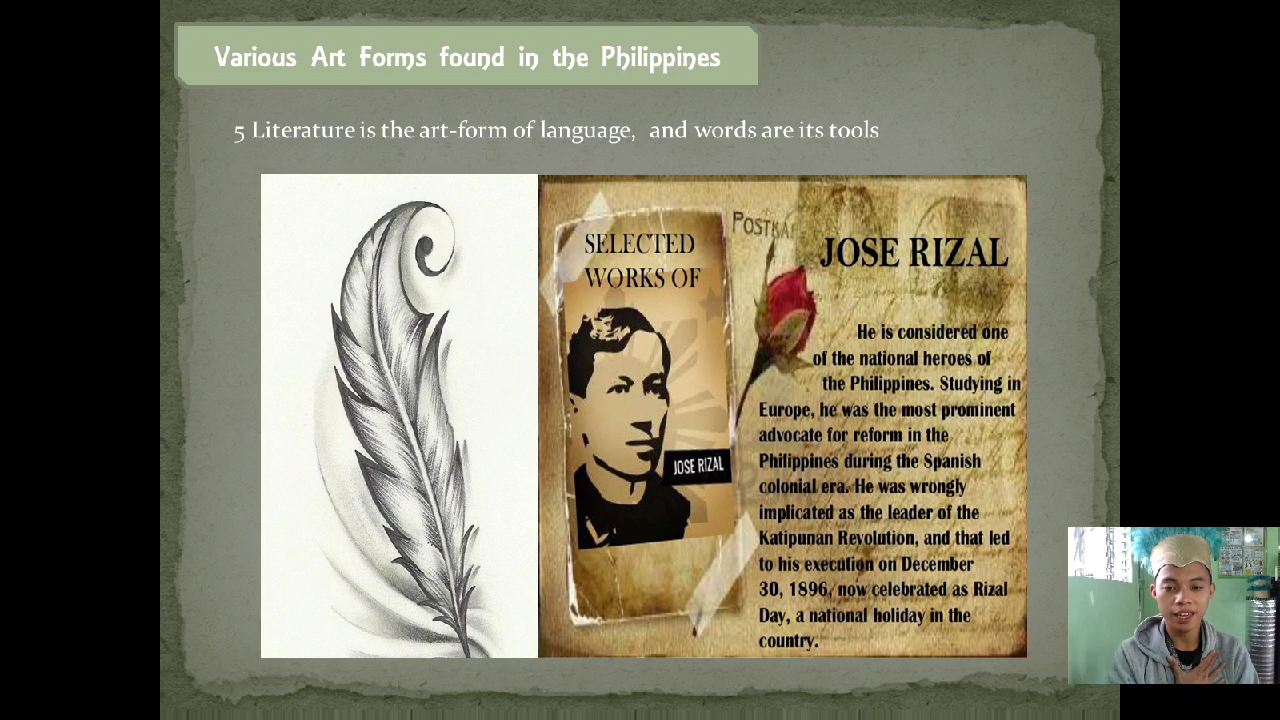 Various Art Forms found in the Philippines
5 Literature is the art-form of language, and words are its tools
SELECTED
WORKS OF
JOSE RIZAL
POSTKA
JOSE RIZAL
He is considered one
of the national heroes of
the Philippines. Studying in
Europe, he was the most prominent
advocate for reform in the
Philippines during the Spanish
colonial era. He was wrongly
implicated as the leader of the
Katipunan Revolution, and that led
to his execution on December
30, 1896, now celebrated as Rizal
Day, a national holiday in the
country.